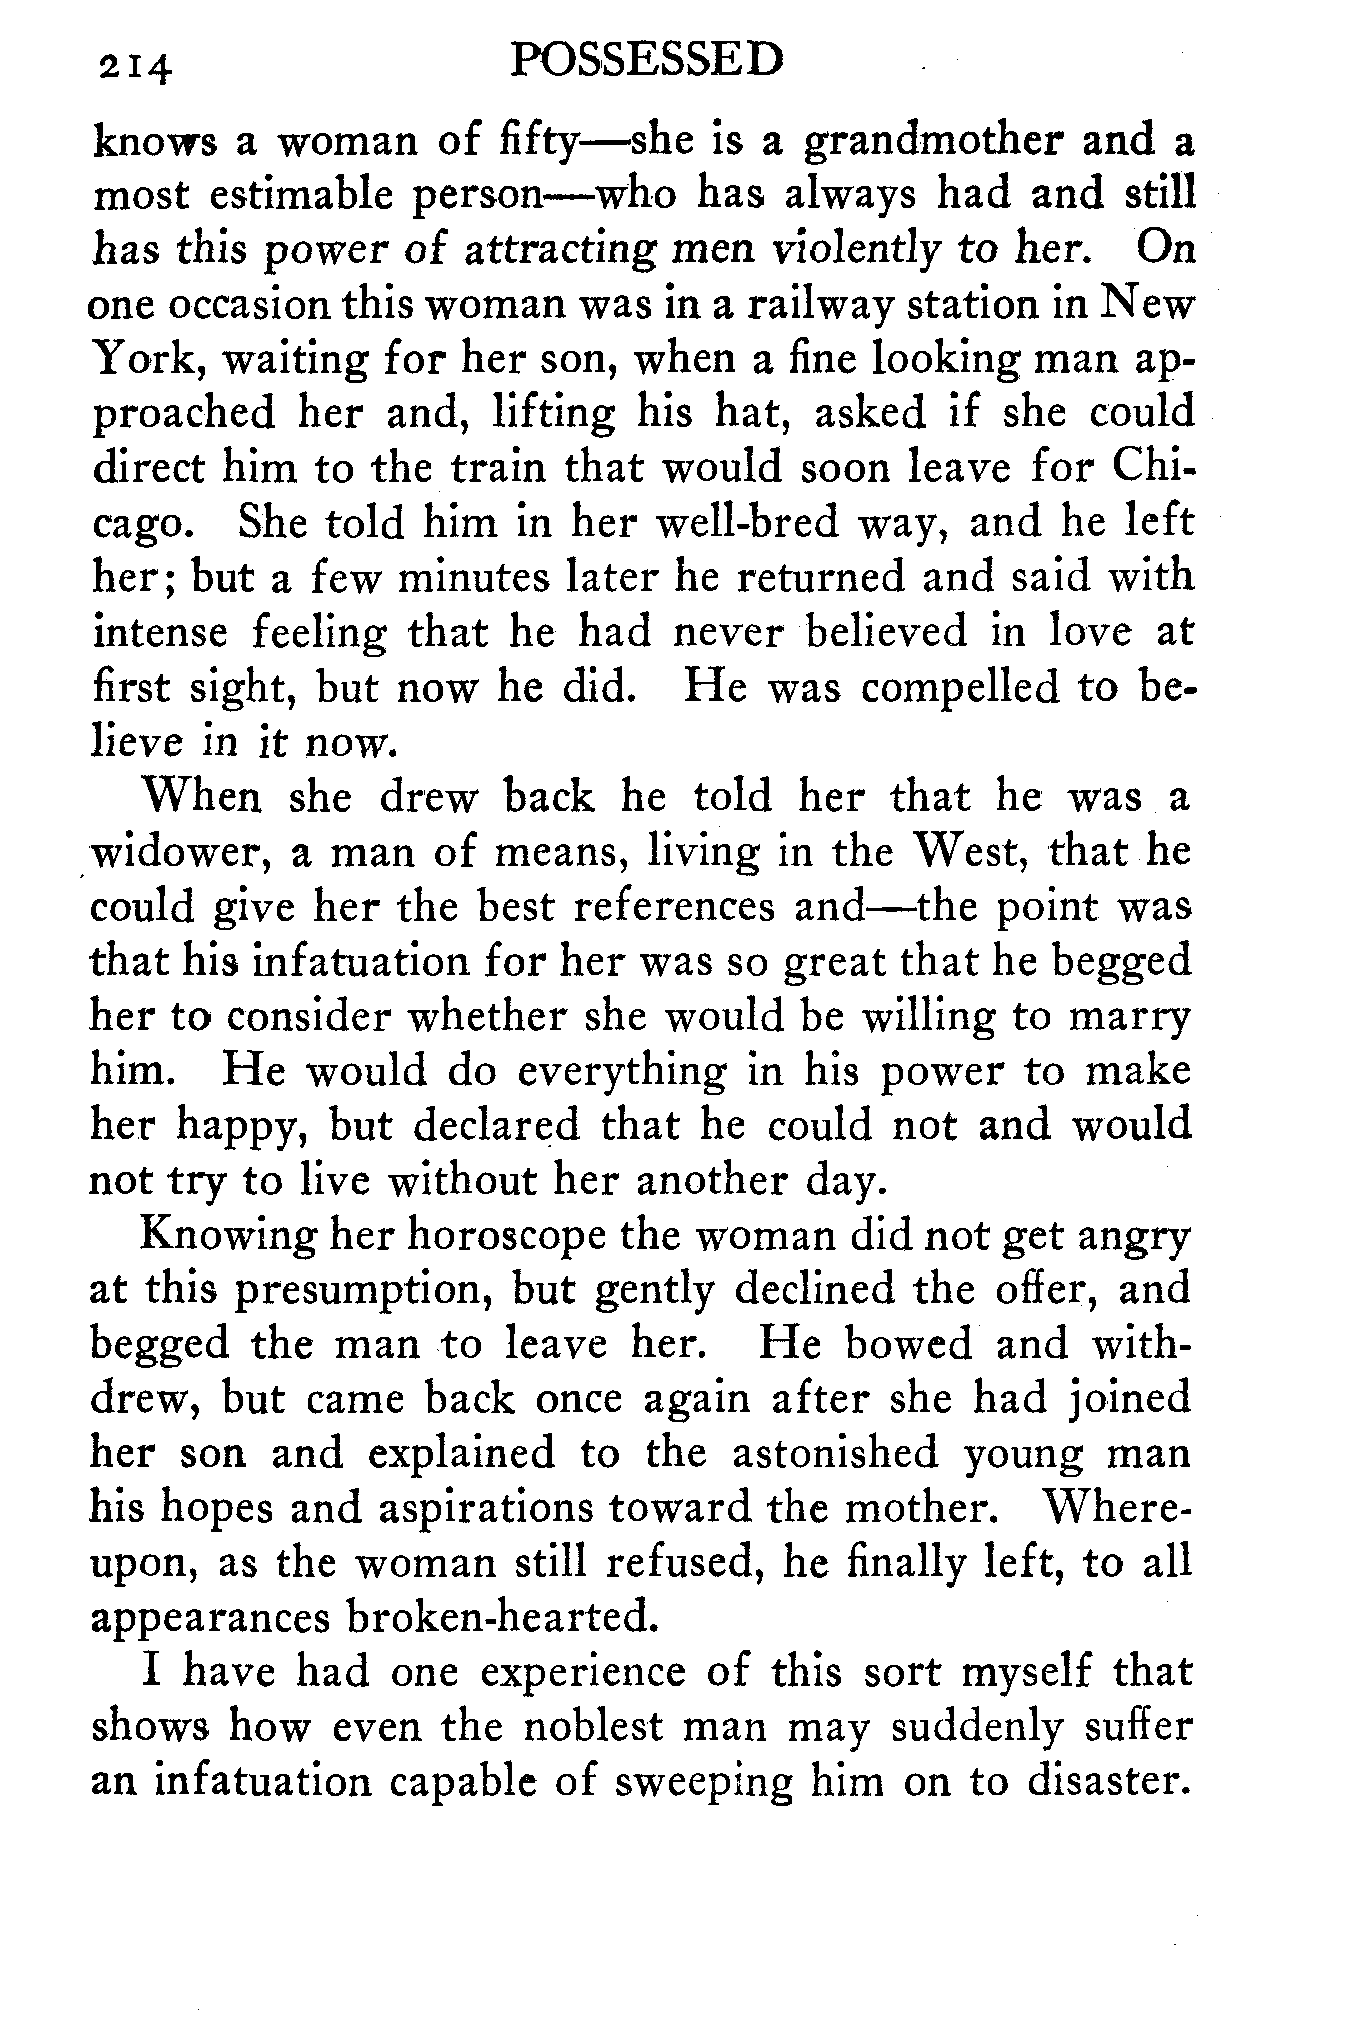 214 POSSESSED
knows a woman of fifty—she is a grandmother and a
most estimable person—who has always had and still
has this power of attracting men violently to her. On
one occasion this woman was in a railway station in New
York, waiting for her son, when a fine looking man ap-
proached her and, lifting his hat, asked if she could
direct him to the train that would soon leave for Chi-
cago. She told him in her well-bred way, and he left
her; but a few minutes later he returned and said with
intense feeling that he had never believed in love at
first sight, but now he did. He was compelled to be-
lieve in it now.
When she drew back he told her that he was a
widower, a man of means, living in the West, that he
could give her the best references and—the point was
that his infatuation for her was so great that he begged
her to consider whether she would be willing to marry
him. He would do everything in his power to make
her happy, but declared that he could not and would
not try to live without her another day.
Knowing her horoscope the woman did not get angry
at this presumption, but gently declined the offer, and
begged the man to leave her. He bowed and with-
drew, but came back once again after she had joined
her son and explained to the astonished young man
his hopes and aspirations toward the mother. Where-
upon, as the woman still refused, he finally left, to all
appearances broken-hearted.
I have had one experience of this sort myself that
shows how even the noblest man may suddenly suffer
an infatuation capable of sweeping him on to disaster.